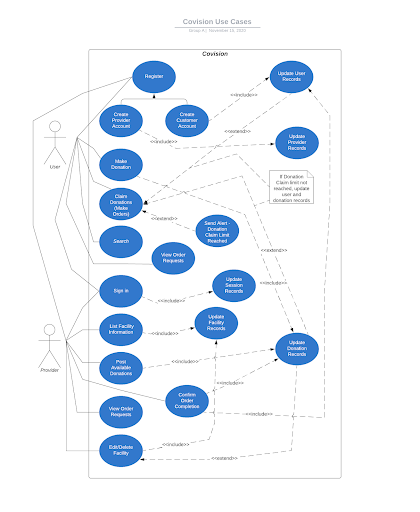 Covision Use Cases
Group 9 | November 10, 2020
Covision
Register
Update User
Records
<<include>>
Create
Provider
Account
Create
Customer
Account
<<extend>>
<<include>>
Update
Provider
Records
User
Make
Donation
If Donation
Claim limit not
reached, update
user and
donation records
Claim
Donations
(Make
Orders)
<<extend>>
Send Alert -
Donation
Claim Limit
Reached
Search
View Order
Requests
<<extend>>
Sign in
Update
Session
Records
<<include>>
<<include>>
List Facility
Information
Update
Facility
Records
<<include>>
Provider
Update
Donation
Records
Post
Available
Donations
<<include>>
<<include>>
Confirm
Order
Completion
View Order
Requests
<<include>>
Edit/Delete
Facility
<<include>>
<<extend>>